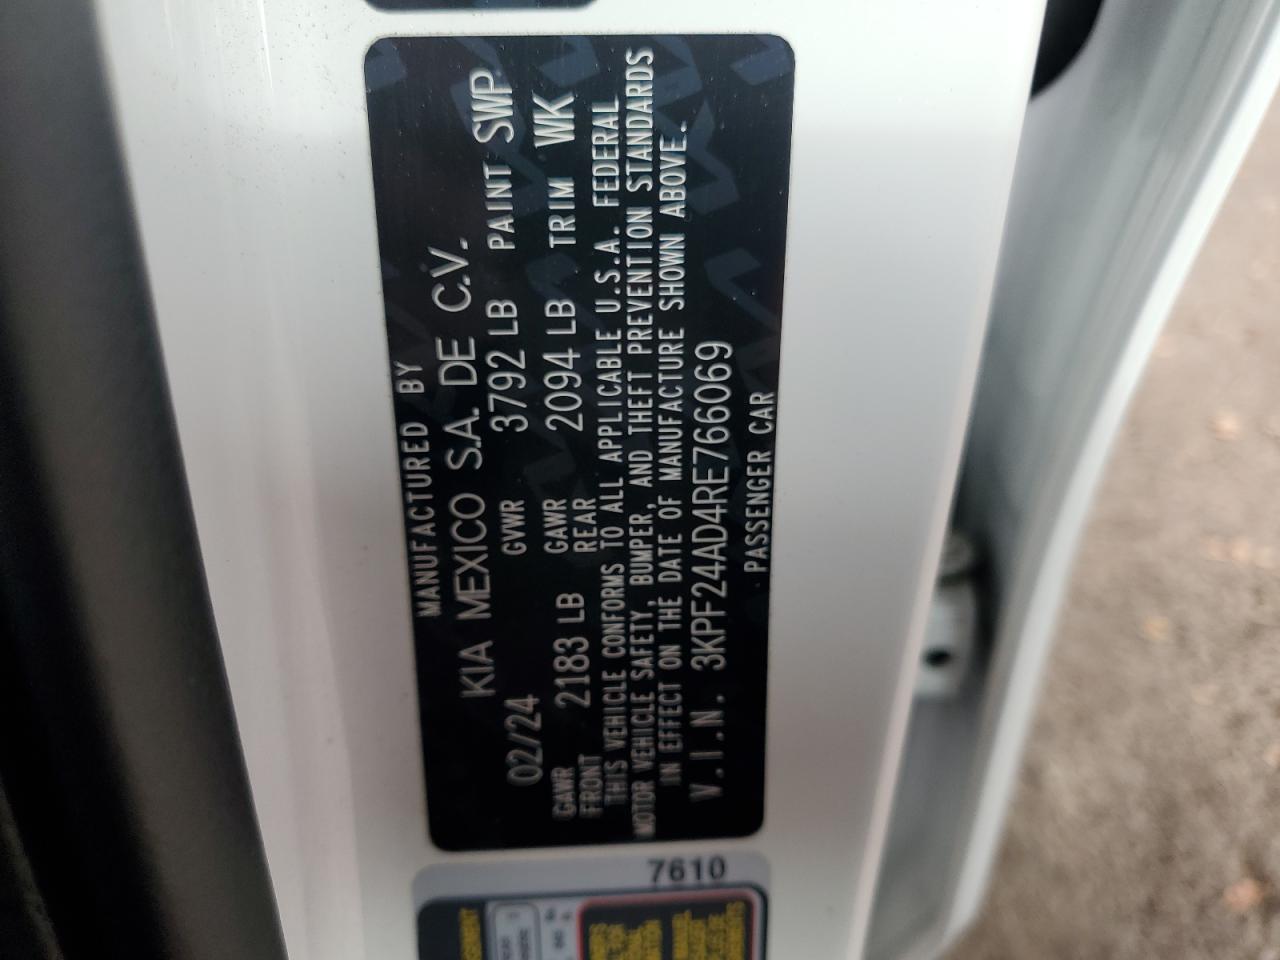 MANUFACTURED BY
KIA MEXICO S.A. DE C.V.
02/24 GVWR 3792 LB PAINT SWP
GAWR FRONT 2183 LB GAWR REAR 2094 LB TRIM WK
THIS VEHICLE CONFORMS TO ALL APPLICABLE U.S.A. FEDERAL
MOTOR VEHICLE SAFETY, BUMPER, AND THEFT PREVENTION STANDARDS
IN EFFECT ON THE DATE OF MANUFACTURE SHOWN ABOVE.
V.I.N. 3KPF24AD4RE766069
PASSENGER CAR
7610